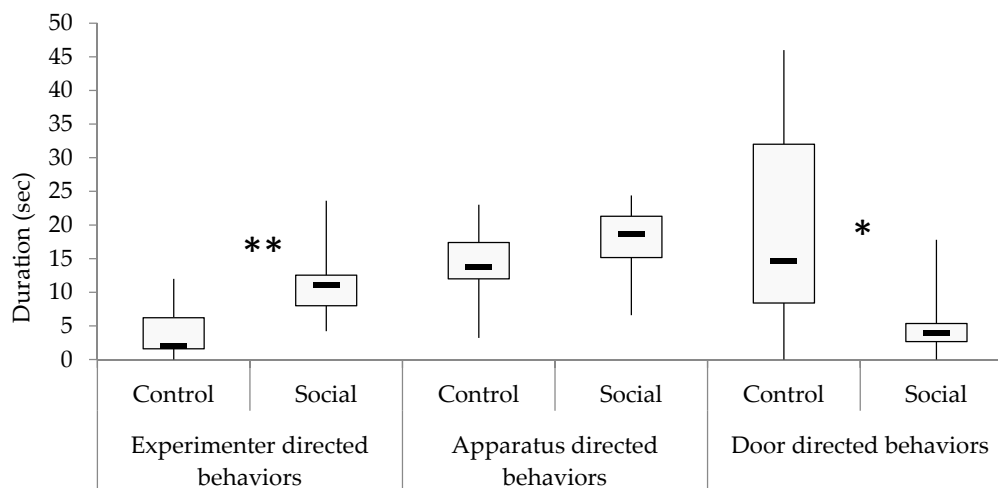 50
45
40
35
30
25
20
15
10
5
0
Duration (sec)
**
*
Control Social Control Social Control Social
Experimenter directed behaviors
Apparatus directed behaviors
Door directed behaviors